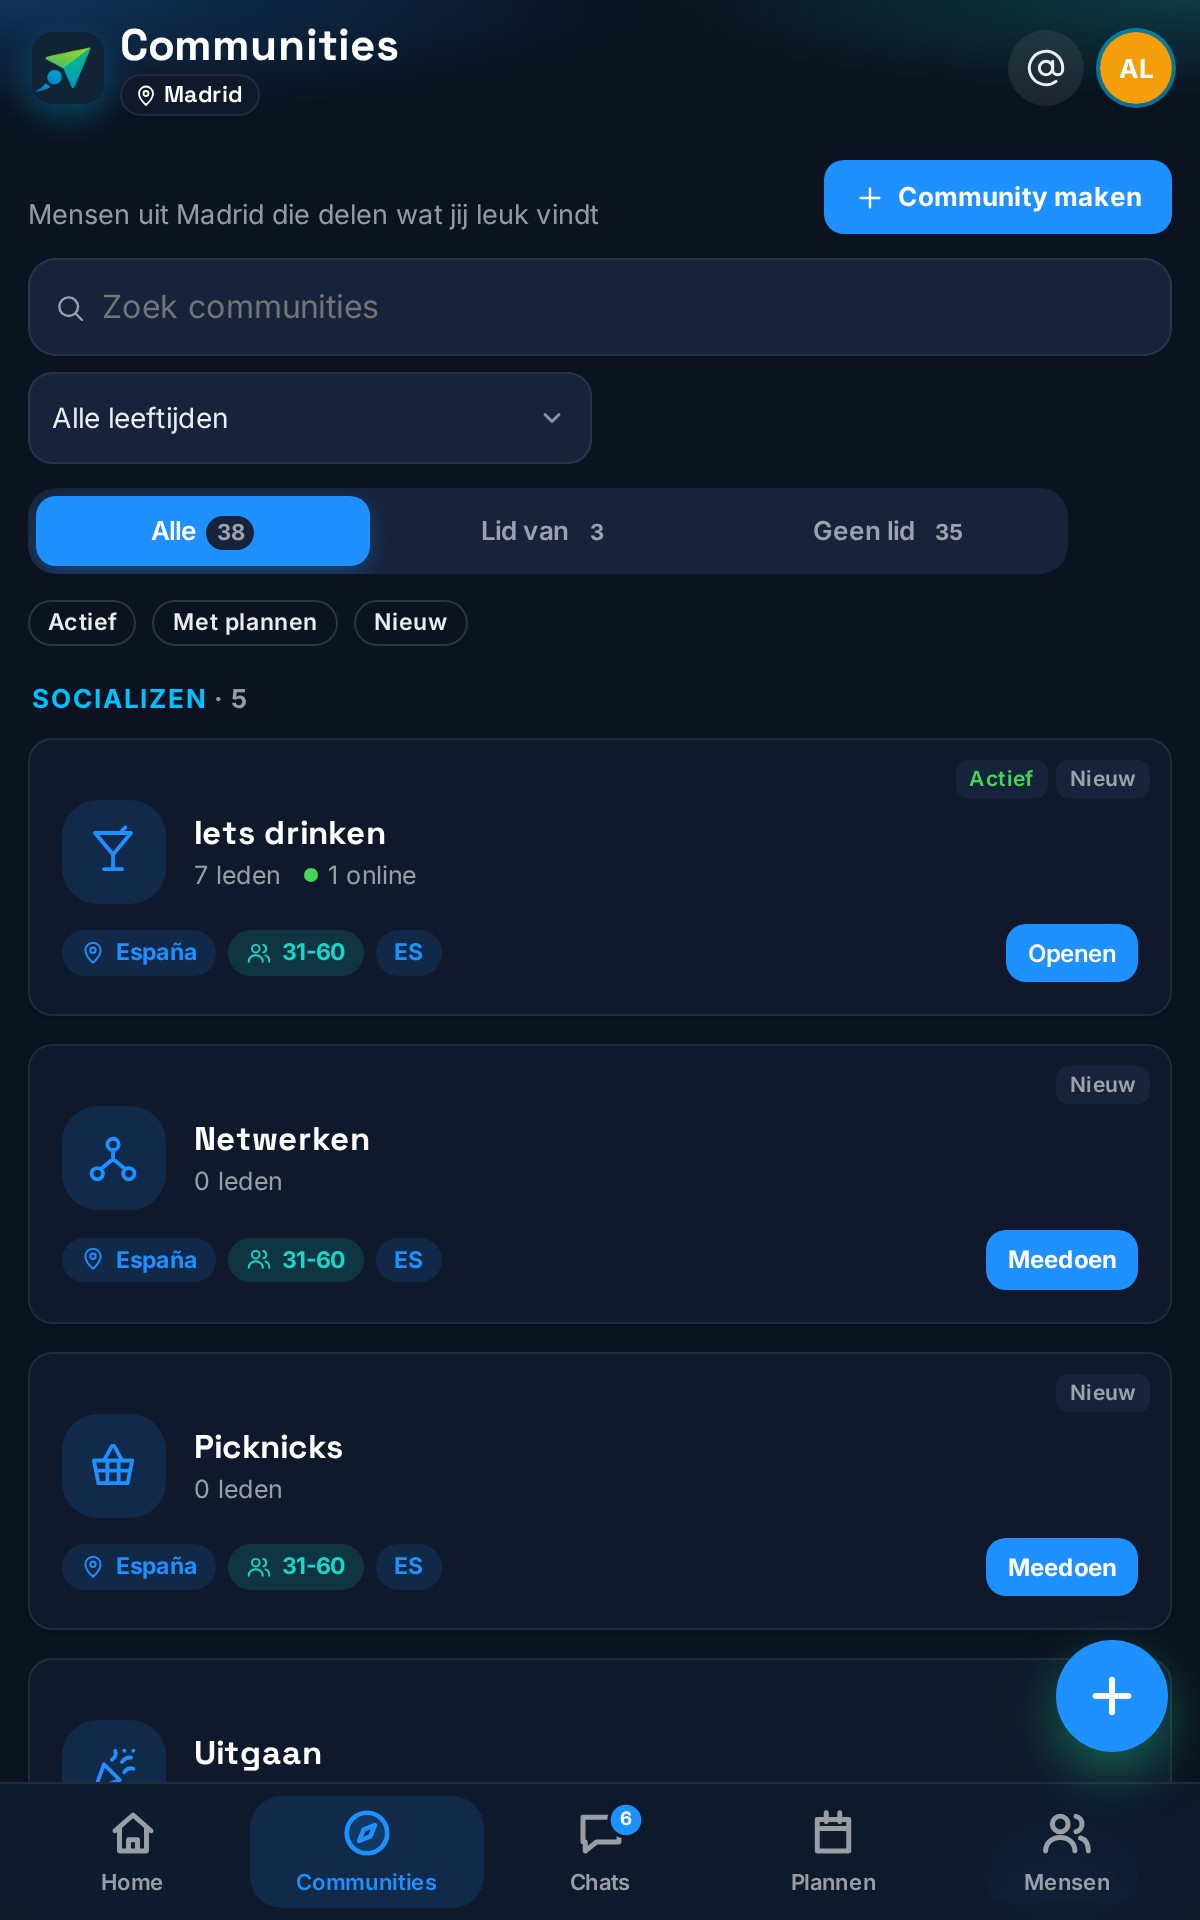 Communities
Madrid
AL
Mensen uit Madrid die delen wat jij leuk vindt
Community maken
Zoek communities
Alle leeftijden
Alle 38 Lid van 3 Geen lid 35
Actief Met plannen Nieuw
SOCIALIZEN · 5
Actief Nieuw
Iets drinken
7 leden 1 online
España 31-60 ES Openen
Nieuw
Netwerken
0 leden
España 31-60 ES Meedoen
Nieuw
Picknicks
0 leden
España 31-60 ES Meedoen
Uitgaan
6
Home Communities Chats Plannen Mensen